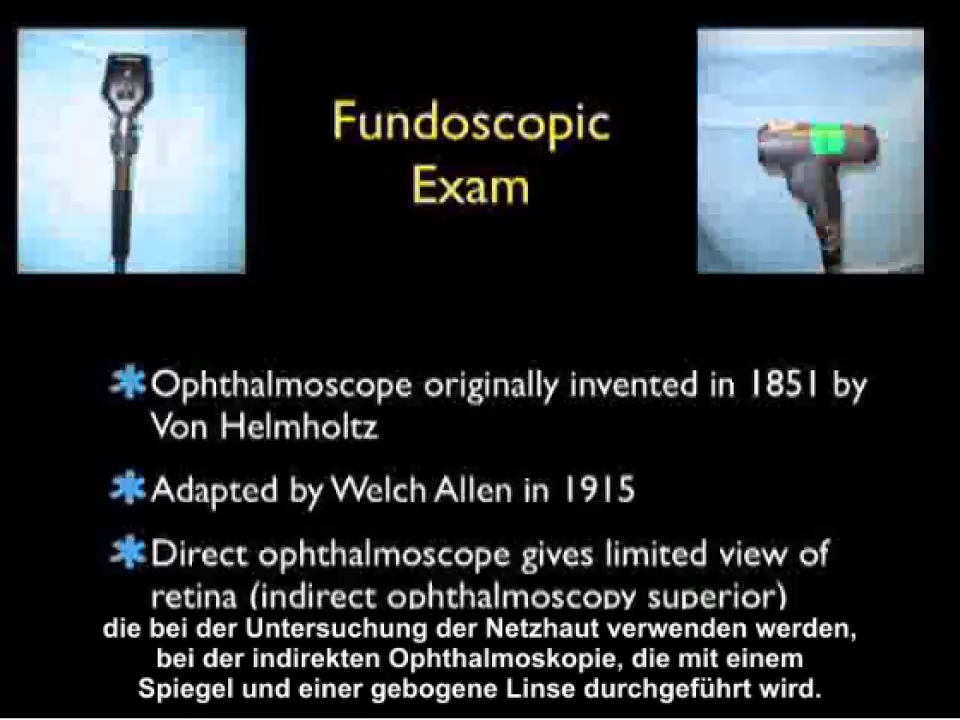 Fundoscopic
Exam
Ophthalmoscope originally invented in 1851 by
Von Helmholtz
Adapted by Welch Allen in 1915
Direct ophthalmoscope gives limited view of
retina (indirect ophthalmoscopy superior)
die bei der Untersuchung der Netzhaut verwenden werden,
bei der indirekten Ophthalmoskopie, die mit einem
Spiegel und einer gebogene Linse durchgeführt wird.